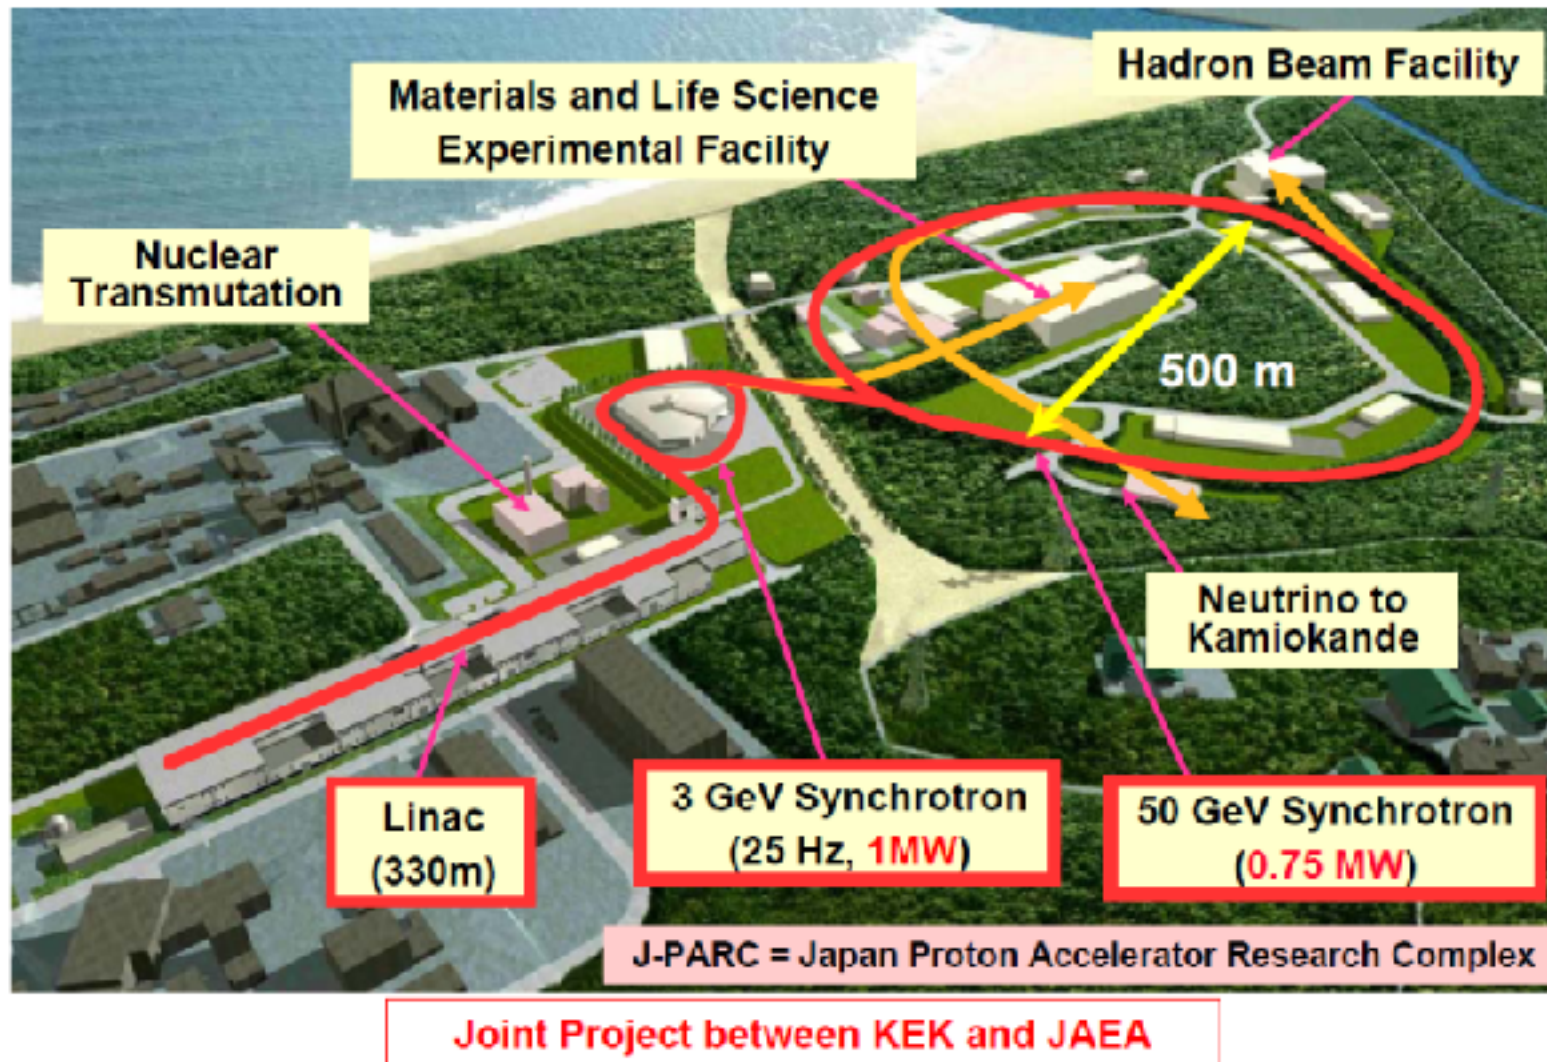 Hadron Beam Facility
Materials and Life Science
Experimental Facility
Nuclear
Transmutation
500 m
Neutrino to
Kamiokande
Linac
(330m)
3 GeV Synchrotron
(25 Hz, 1MW)
50 GeV Synchrotron
(0.75 MW)
J-PARC = Japan Proton Accelerator Research Complex
Joint Project between KEK and JAEA